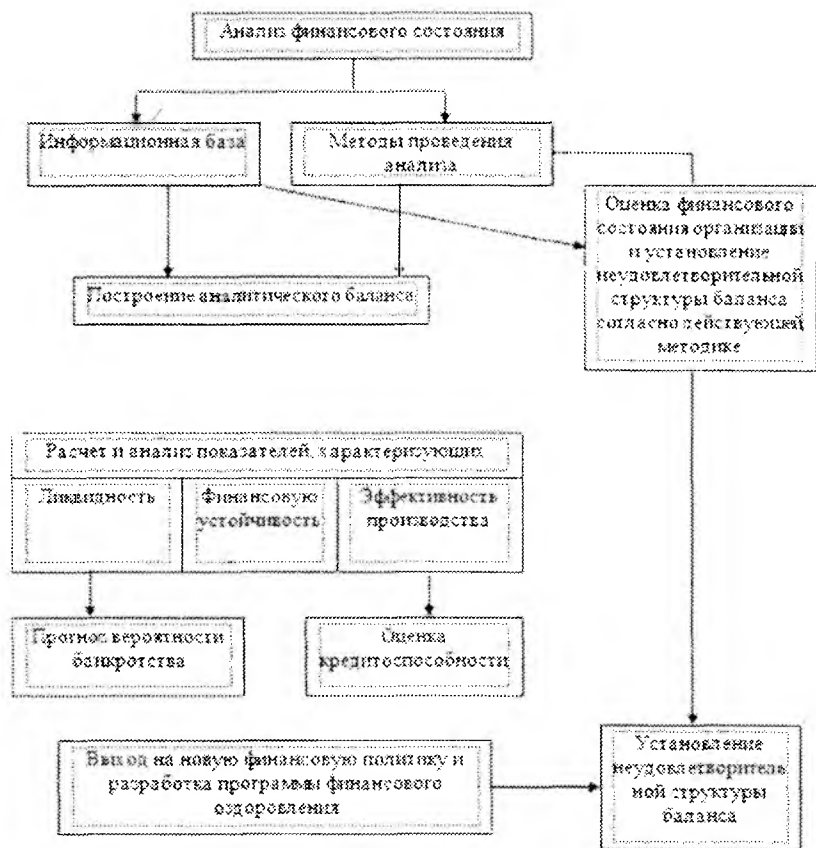 Анализ финансового состояния
Информационная база
Методы проведения
анализа
Оценка финансового
состояния организации
и установление
неудовлетворительной
структуры баланса
согласно действующей
методике
Построение аналитического баланса
Расчет и анализ показателей, характеризующих
Ликвидность
Финансовую
устойчивость
Эффективность
производства
Прогноз вероятности
банкротства
Оценка
кредитоспособности
Выход на новую финансовую политику и
разработка программы финансового
оздоровления
Установление
неудовлетворитель
ной структуры
баланса